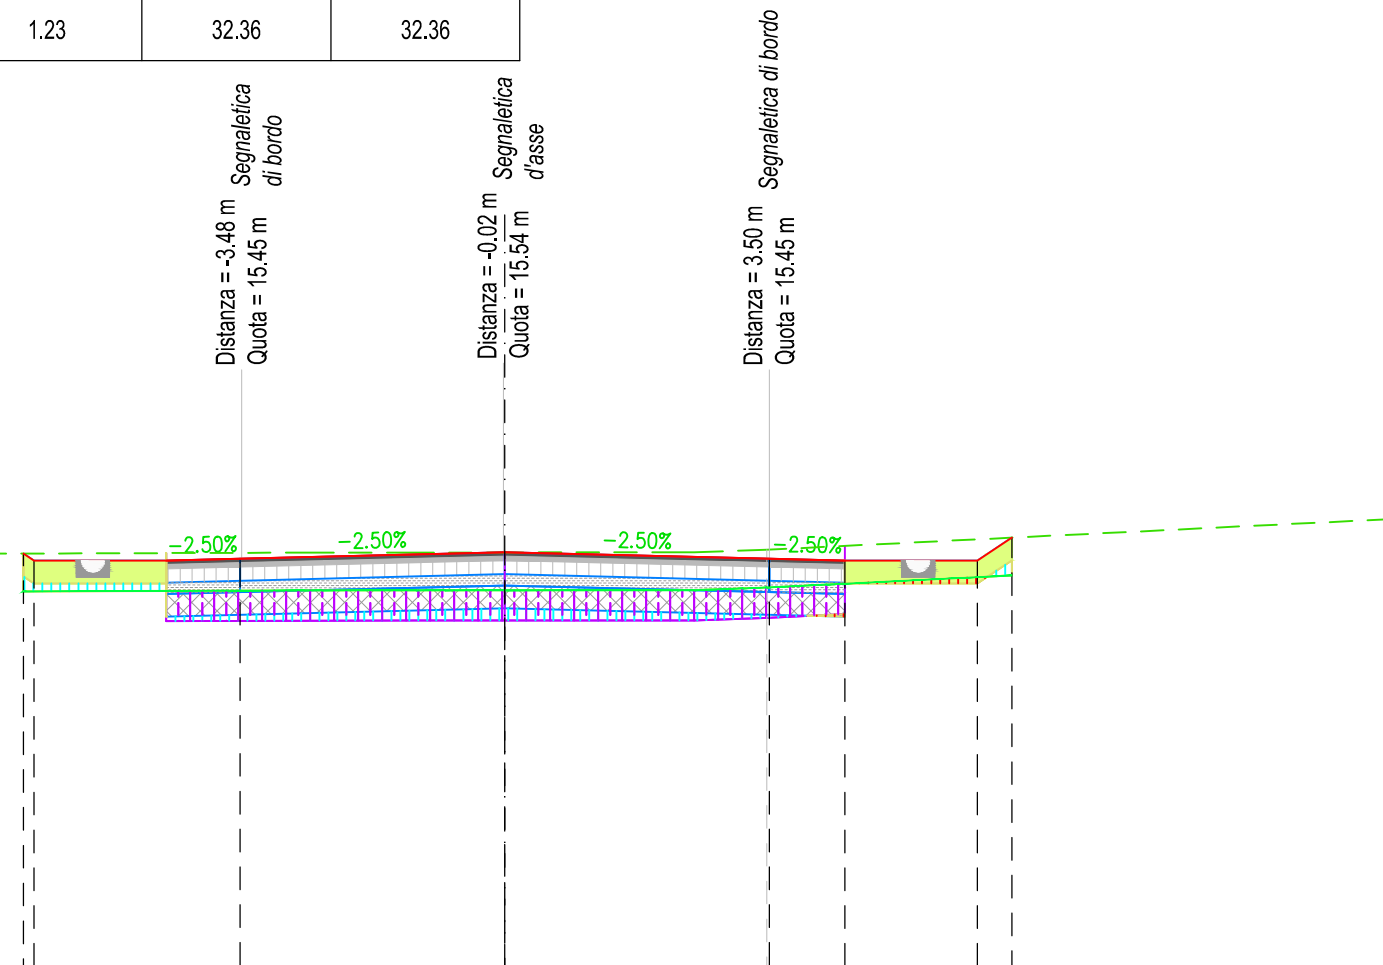 1.23 32.36 32.36
Segnaletica
di bordo
Distanza = -3.48 m
Quota = 15.45 m
Segnaletica
d'asse
Distanza = -0.02 m
Quota = 15.54 m
Segnaletica di bordo
Distanza = 3.50 m
Quota = 15.45 m
-2.50% -2.50% -2.50% -2.50%